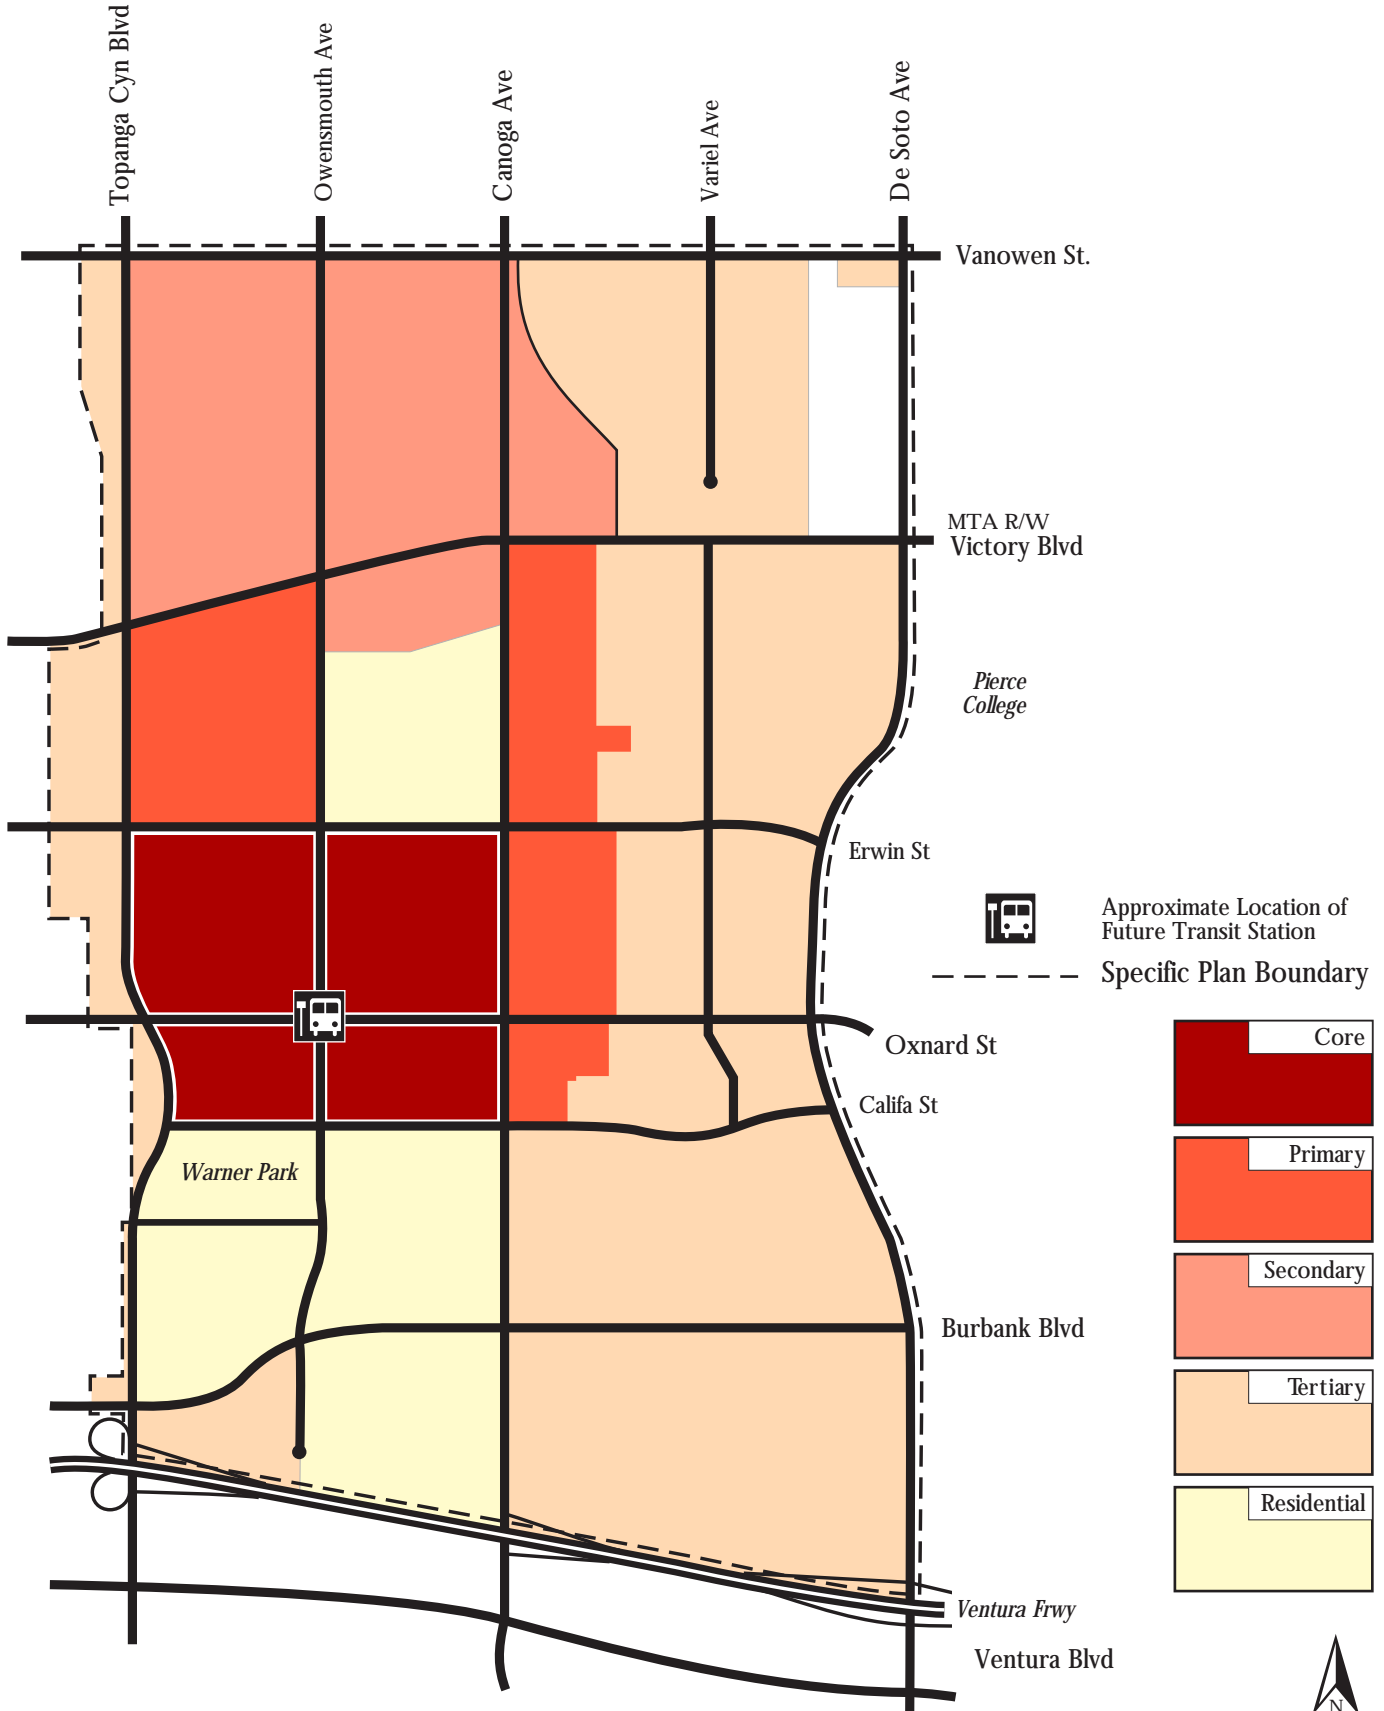 Topanga Cyn Blvd
Owensmouth Ave
Canoga Ave
Variel Ave
De Soto Ave
Vanowen St.
MTA R/W
Victory Blvd
Pierce
College
Erwin St
Approximate Location of
Future Transit Station
Specific Plan Boundary
Core
Oxnard St
Califa St
Primary
Warner Park
Secondary
Burbank Blvd
Tertiary
Residential
Ventura Frwy
Ventura Blvd
N